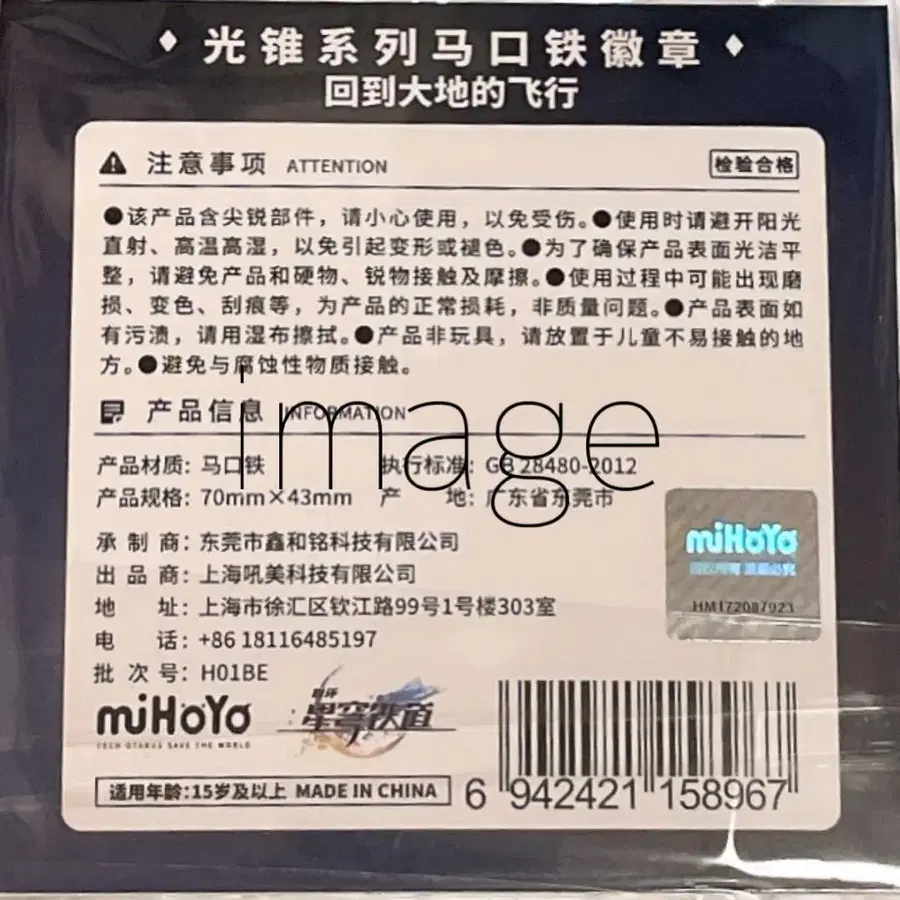 光锥系列马口铁徽章
回到大地的飞行
注意事项 ATTENTION
检验合格
●该产品含尖锐部件，请小心使用，以免受伤。●使用时请避开阳光
直射、高温高湿，以免引起变形或褪色。●为了确保产品表面光洁平
整，请避免产品和硬物、锐物接触及摩擦。●使用过程中可能出现磨
损、变色、刮痕等，为产品的正常损耗，非质量问题。●产品表面如
有污渍，请用湿布擦拭。●产品非玩具，请放置于儿童不易接触的地
方。●避免与腐蚀性物质接触。
image
产品信息 INFORMATION
产品材质：马口铁 执行标准：GB 28480-2012
产品规格：70mm×43mm 产 地：广东省东莞市
承制商：东莞市鑫和铭科技有限公司
出品商：上海吼美科技有限公司
地 址：上海市徐汇区钦江路99号1号楼303室
电 话：+86 18116485197
批次号：H01BE
miHoYo
HM172087923
miHoYo
TECH OTAKUS SAVE THE WORLD
崩坏
星穹铁道
适用年龄：15岁及以上 MADE IN CHINA
6 942421 158967